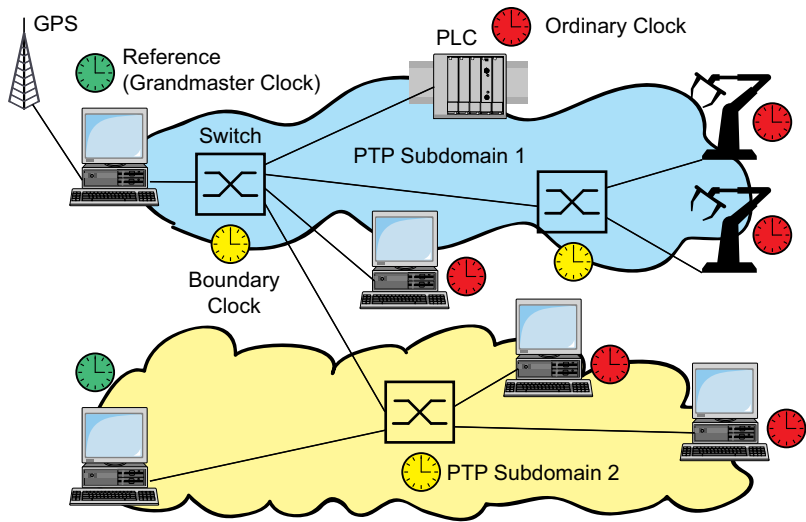 GPS
Reference
(Grandmaster Clock)
PLC
Ordinary Clock
Switch
PTP Subdomain 1
Boundary
Clock
PTP Subdomain 2